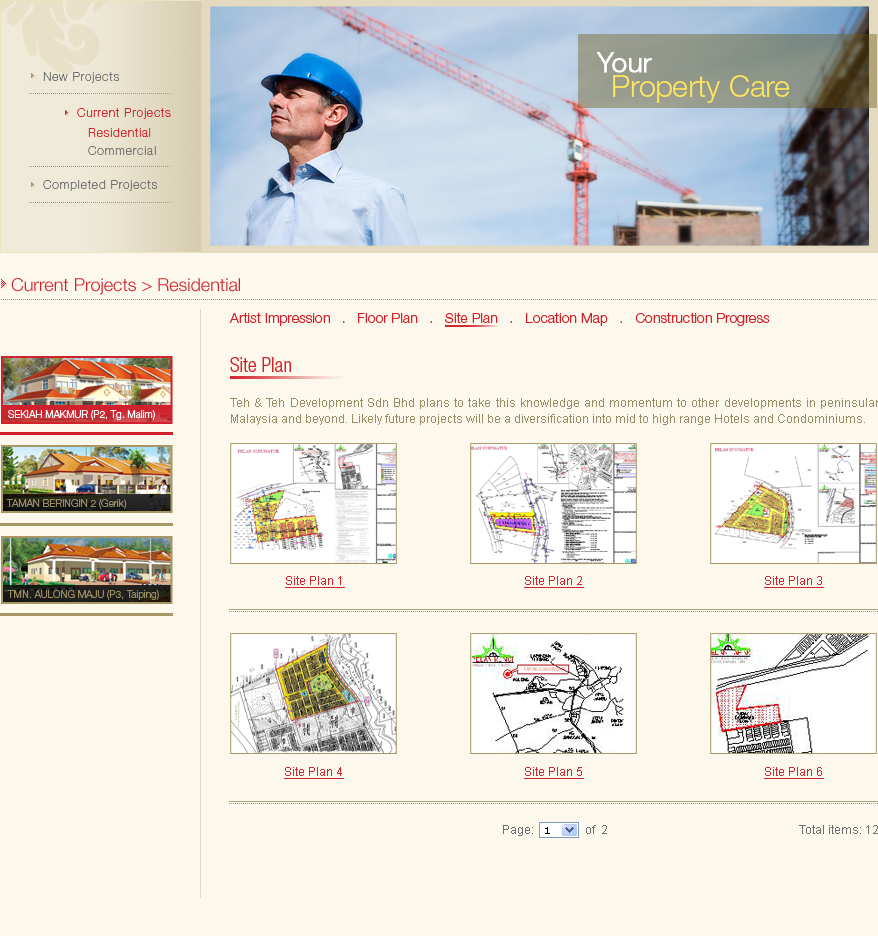 New Projects
Current Projects
Residential
Commercial
Completed Projects
Your
Property Care
Current Projects > Residential
Artist Impression . Floor Plan . Site Plan . Location Map . Construction Progress
SEKIAH MAKMUR (P2, Tg. Malim)
TAMAN BERINGIN 2 (Gerik)
TMN. AULONG MAJU (P3, Taiping)
Site Plan
Teh & Teh Development Sdn Bhd plans to take this knowledge and momentum to other developments in peninsular
Malaysia and beyond. Likely future projects will be a diversification into mid to high range Hotels and Condominiums.
Site Plan 1
Site Plan 2
Site Plan 3
Site Plan 4
Site Plan 5
Site Plan 6
Page: 1 of 2
Total items: 12